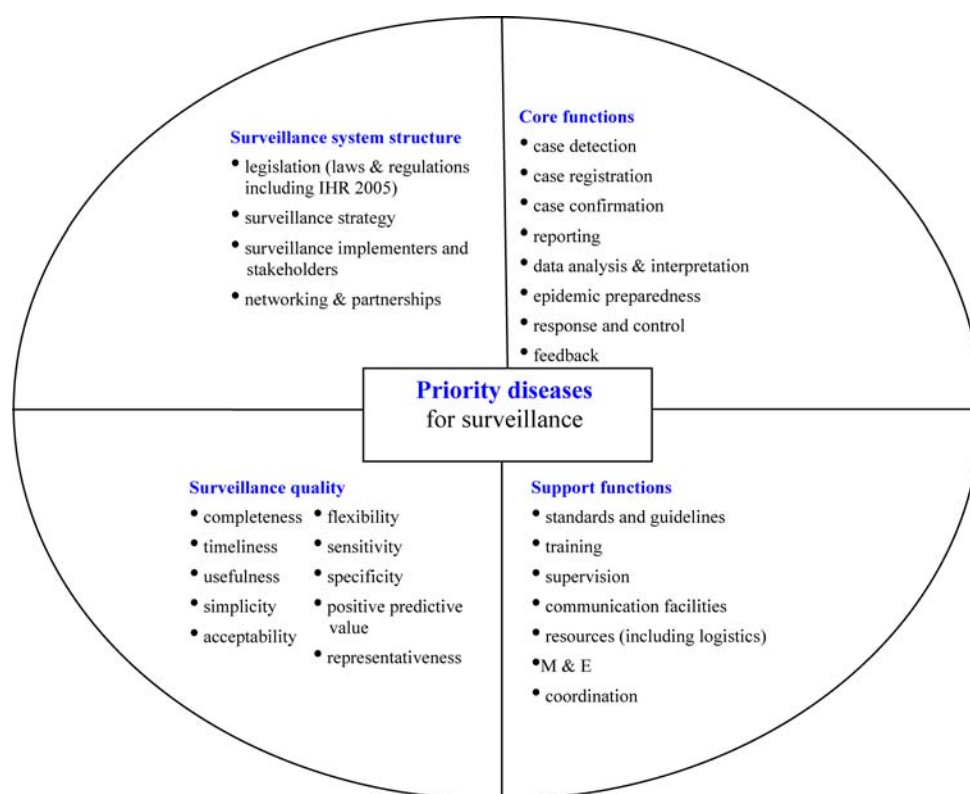 Surveillance system structure
• legislation (laws & regulations
including IHR 2005)
• surveillance strategy
• surveillance implementers and
stakeholders
• networking & partnerships
Core functions
• case detection
• case registration
• case confirmation
• reporting
• data analysis & interpretation
• epidemic preparedness
• response and control
• feedback
Priority diseases
for surveillance
Surveillance quality
• completeness
• timeliness
• usefulness
• simplicity
• acceptability
• flexibility
• sensitivity
• specificity
• positive predictive
value
• representativeness
Support functions
• standards and guidelines
• training
• supervision
• communication facilities
• resources (including logistics)
•M & E
• coordination